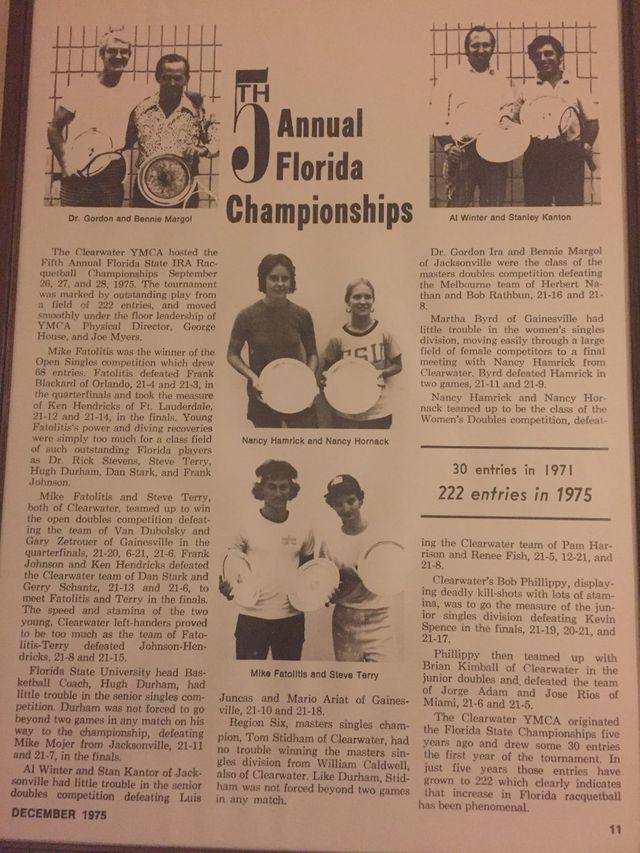 5TH
Annual
Florida
Championships
Dr. Gordon and Bennie Margol
Al Winter and Stanley Kanton
The Clearwater YMCA hosted the
Fifth Annual Florida State IRA Rac-
quetball Championships September
26, 27, and 28, 1975. The tournament
was marked by outstanding play from
a field of 222 entries, and moved
smoothly under the floor leadership of
YMCA Physical Director, George
House, and Joe Myers.
Mike Fatolitis was the winner of the
Open Singles competition which drew
68 entries. Fatolitis defeated Frank
Blackard of Orlando, 21-4 and 21-3, in
the quarterfinals and took the measure
of Ken Hendricks of Ft. Lauderdale,
21-12 and 21-14, in the finals. Young
Fatolitis's power and diving recoveries
were simply too much for a class field
of such outstanding Florida players
as Dr. Rick Stevens, Steve Terry,
Hugh Durham, Dan Stark, and Frank
Johnson.
Mike Fatolitis and Steve Terry,
both of Clearwater, teamed up to win
the open doubles competition defeat-
ing the team of Van Dubolsky and
Gary Zetrouer of Gainesville in the
quarterfinals, 21-20, 6-21, 21-6. Frank
Johnson and Ken Hendricks defeated
the Clearwater team of Dan Stark and
Gerry Schantz, 21-13 and 21-6, to
meet Fatolitis and Terry in the finals.
The speed and stamina of the two
young, Clearwater left-handers proved
to be too much as the team of Fato-
litis-Terry defeated Johnson-Hen-
dricks, 21-8 and 21-15.
Florida State University head Bas-
ketball Coach, Hugh Durham, had
little trouble in the senior singles com-
petition. Durham was not forced to go
beyond two games in any match on his
way to the championship, defeating
Mike Mojer from Jacksonville, 21-11
and 21-7, in the finals.
Al Winter and Stan Kantor of Jack-
sonville had little trouble in the senior
doubles competition defeating Luis
FSU
Nancy Hamrick and Nancy Hornack
Mike Fatolitis and Steve Terry
Juncas and Mario Ariat of Gaines-
ville, 21-10 and 21-18.
Region Six, masters singles cham-
pion, Tom Stidham of Clearwater, had
no trouble winning the masters sin-
gles division from William Caldwell,
also of Clearwater. Like Durham, Stid-
ham was not forced beyond two games
in any match.
Dr. Gordon Ira and Bennie Margol
of Jacksonville were the class of the
masters doubles competition defeating
the Melbourne team of Herbert Na-
than and Bob Rathbun, 21-16 and 21-
8.
Martha Byrd of Gainesville had
little trouble in the women's singles
division, moving easily through a large
field of female competitors to a final
meeting with Nancy Hamrick from
Clearwater. Byrd defeated Hamrick in
two games, 21-11 and 21-9.
Nancy Hamrick and Nancy Hor-
nack teamed up to be the class of the
Women's Doubles competition, defeat-
30 entries in 1971
222 entries in 1975
ing the Clearwater team of Pam Har-
rison and Renee Fish, 21-5, 12-21, and
21-8.
Clearwater's Bob Phillippy, display-
ing deadly kill-shots with lots of stam-
ina, was to go the measure of the jun-
ior singles division defeating Kevin
Spence in the finals, 21-19, 20-21, and
21-17.
Phillippy then teamed up with
Brian Kimball of Clearwater in the
junior doubles and defeated the team
of Jorge Adam and Jose Rios of
Miami, 21-6 and 21-5.
The Clearwater YMCA originated
the Florida State Championships five
years ago and drew some 30 entries
the first year of the tournament. In
just five years those entries have
grown to 222 which clearly indicates
that increase in Florida racquetball
has been phenomenal.
DECEMBER 1975
11